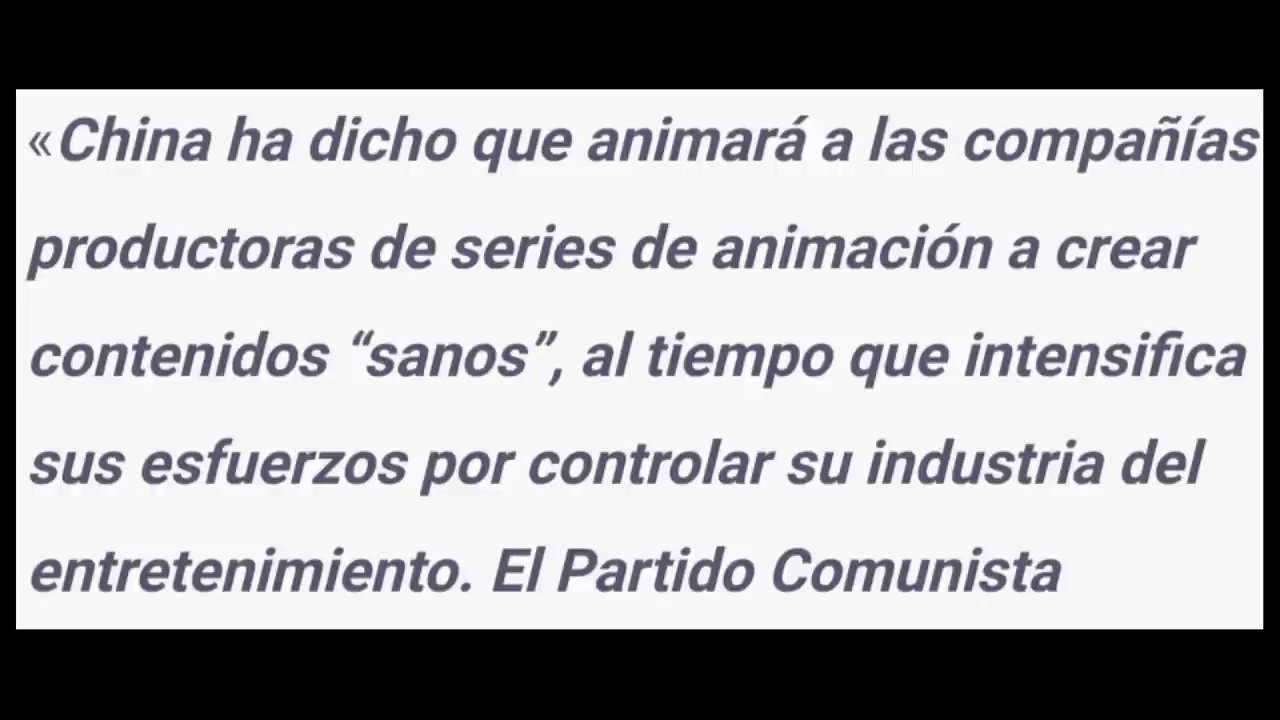 «China ha dicho que animará a las compañías
productoras de series de animación a crear
contenidos “sanos”, al tiempo que intensifica
sus esfuerzos por controlar su industria del
entretenimiento. El Partido Comunista